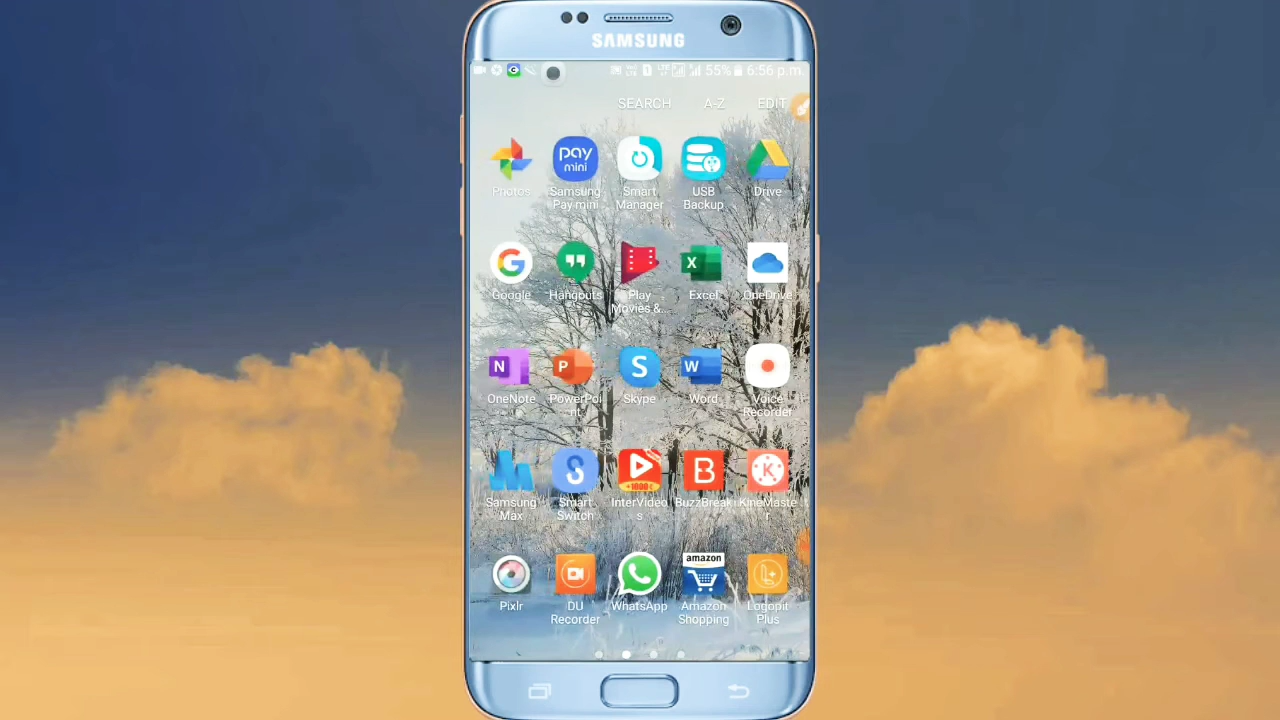 SAMSUNG
55% 6:56 p.m.
SEARCH A-Z EDIT
pay
mini
Photos Samsung Pay mini Smart Manager USB Backup Drive
Google Hangouts Play Movies &.. Excel OneDrive
N P S W X
OneNote PowerPoi nt Skype Word Voice Recorder
Samsung Max Smart Switch InterVideo s BuzzBreak KineMaste r
amazon
Pixlr DU Recorder WhatsApp Amazon Shopping Logopit Plus